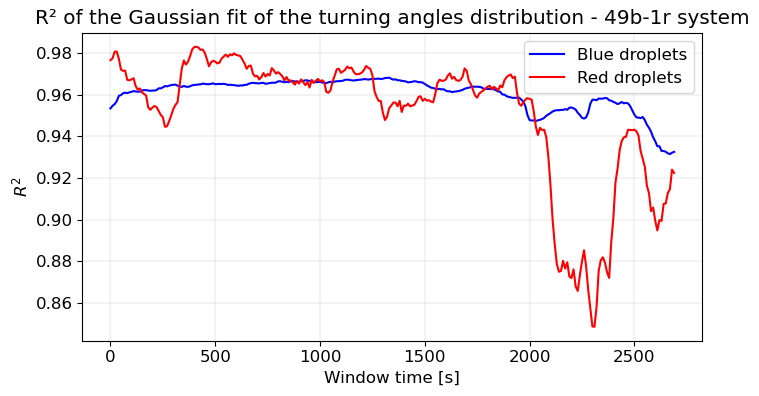 R² of the Gaussian fit of the turning angles distribution - 49b-1r system
Blue droplets
Red droplets
0.98
0.96
0.94
0.92
0.90
0.88
0.86
R²
0
500
1000
1500
2000
2500
Window time [s]